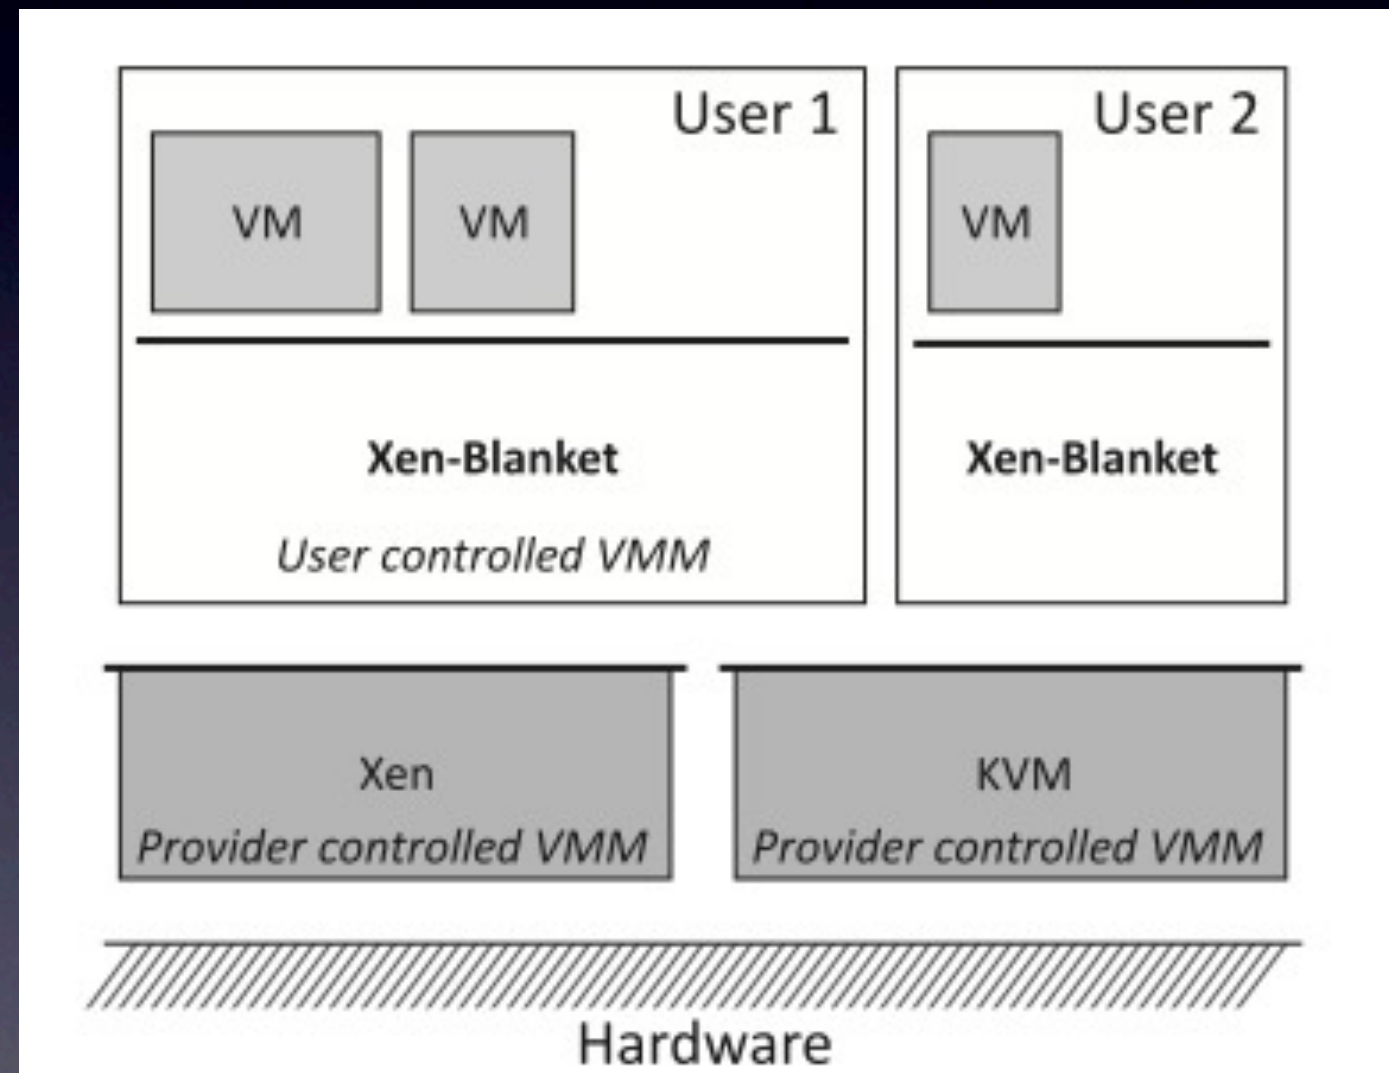 User 1
VM
VM
Xen-Blanket
User controlled VMM
User 2
VM
Xen-Blanket
Xen
Provider controlled VMM
KVM
Provider controlled VMM
Hardware